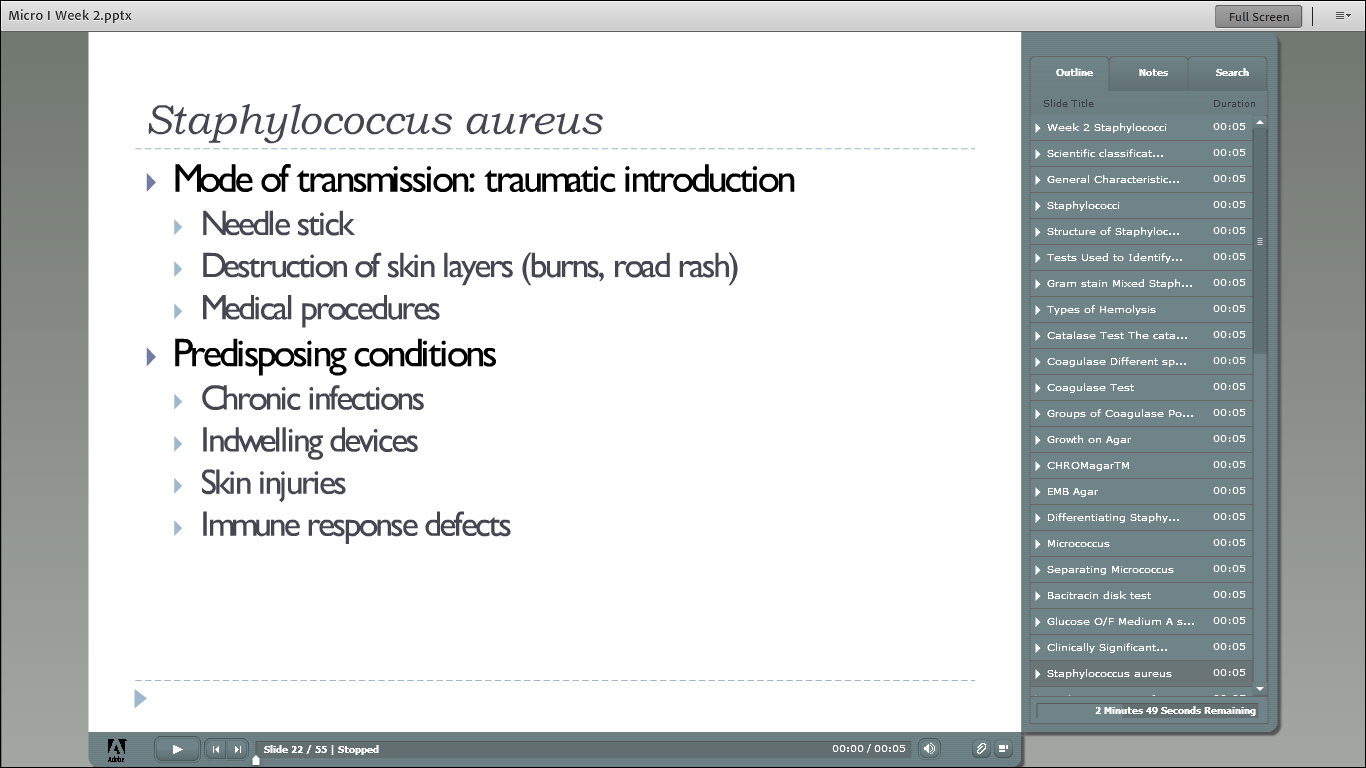 Micro I Week 2.pptx
Full Screen
Staphylococcus aureus
Mode of transmission: traumatic introduction
Needle stick
Destruction of skin layers (burns, road rash)
Medical procedures
Predisposing conditions
Chronic infections
Indwelling devices
Skin injuries
Immune response defects
Outline Notes Search
Slide Title Duration
Week 2 Staphylococci 00:05
Scientific classificat... 00:05
General Characteristic... 00:05
Staphylococci 00:05
Structure of Staphyloc... 00:05
Tests Used to Identify... 00:05
Gram stain Mixed Staph... 00:05
Types of Hemolysis 00:05
Catalase Test The cata... 00:05
Coagulase Different sp... 00:05
Coagulase Test 00:05
Groups of Coagulase Po... 00:05
Growth on Agar 00:05
CHROMagarTM 00:05
EMB Agar 00:05
Differentiating Staphy... 00:05
Micrococcus 00:05
Separating Micrococcus 00:05
Bacitracin disk test 00:05
Glucose O/F Medium A s... 00:05
Clinically Significant... 00:05
Staphylococcus aureus 00:05
2 Minutes 49 Seconds Remaining
Adobe
Slide 22 / 55 | Stopped 00:00 / 00:05